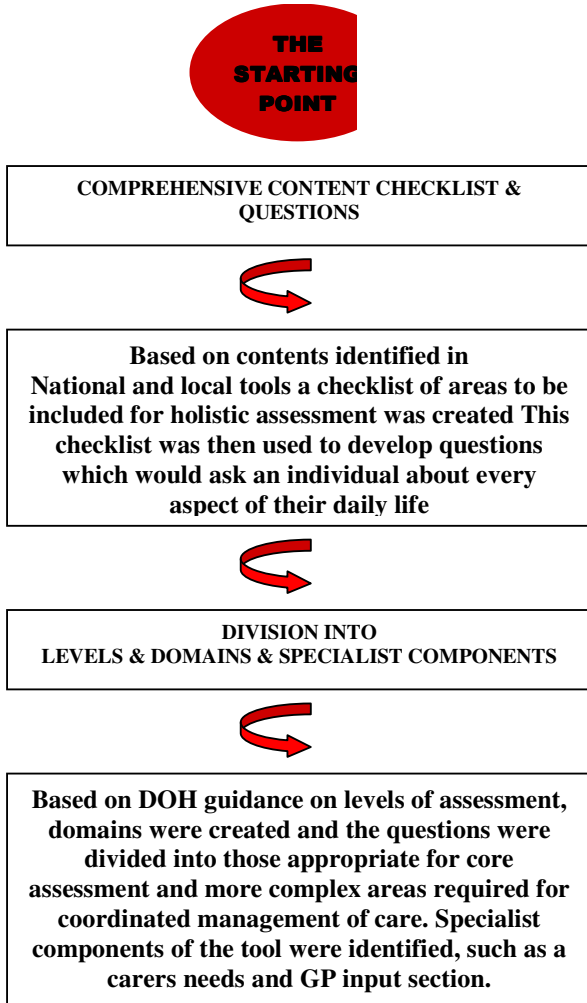 THE
STARTING
POINT
COMPREHENSIVE CONTENT CHECKLIST &
QUESTIONS
Based on contents identified in
National and local tools a checklist of areas to be
included for holistic assessment was created This
checklist was then used to develop questions
which would ask an individual about every
aspect of their daily life
DIVISION INTO
LEVELS & DOMAINS & SPECIALIST COMPONENTS
Based on DOH guidance on levels of assessment,
domains were created and the questions were
divided into those appropriate for core
assessment and more complex areas required for
coordinated management of care. Specialist
components of the tool were identified, such as a
carers needs and GP input section.